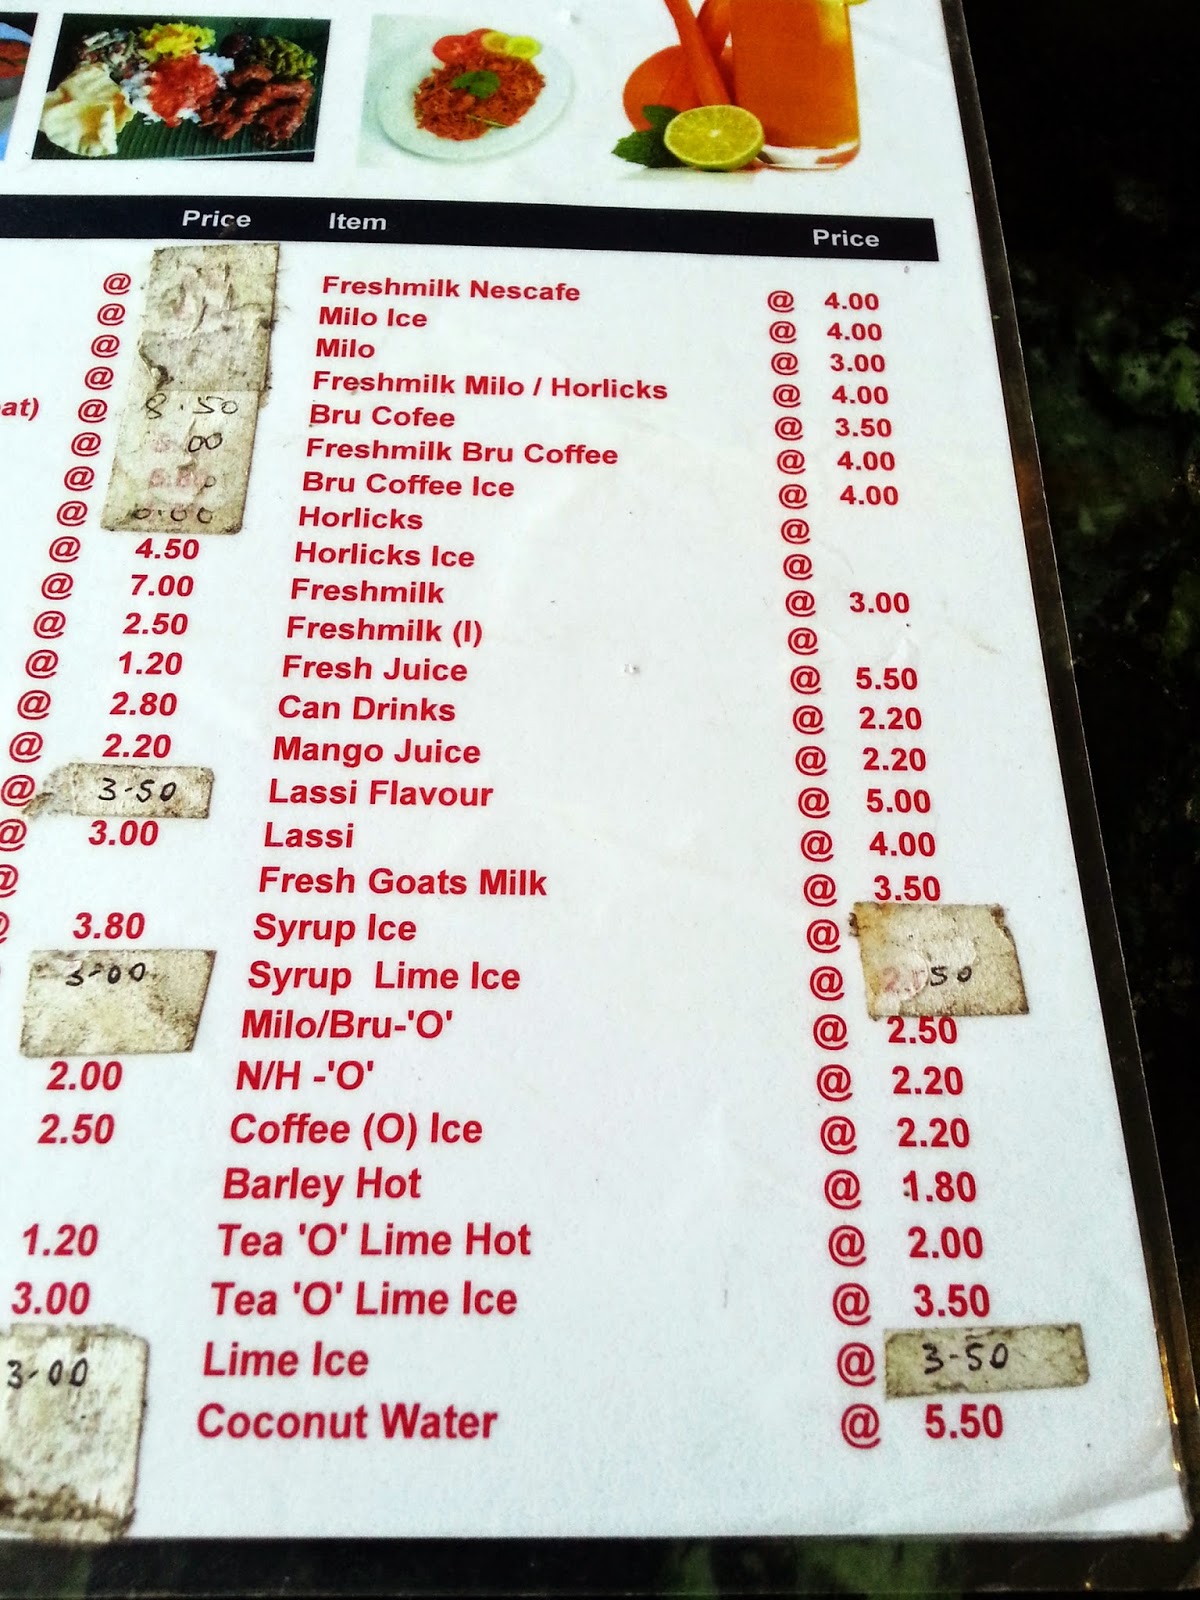 Price Item Price
@ Freshmilk Nescafe @ 4.00
@ Milo Ice @ 4.00
@ Milo @ 3.00
@ Freshmilk Milo / Horlicks @ 4.00
@ 8.50 Bru Cofee @ 3.50
@ Freshmilk Bru Coffee @ 4.00
@ Bru Coffee Ice @ 4.00
@ Horlicks @
@ 4.50 Horlicks Ice @
@ 7.00 Freshmilk @ 3.00
@ 2.50 Freshmilk (I) @
@ 1.20 Fresh Juice @ 5.50
@ 2.80 Can Drinks @ 2.20
@ 2.20 Mango Juice @ 2.20
@ 3-50 Lassi Flavour @ 5.00
@ 3.00 Lassi @ 4.00
@ Fresh Goats Milk @ 3.50
@ 3.80 Syrup Ice @
3-00 Syrup Lime Ice @
Milo/Bru-'O' @ 2.50
2.00 N/H -'O' @ 2.20
2.50 Coffee (O) Ice @ 2.20
Barley Hot @ 1.80
1.20 Tea 'O' Lime Hot @ 2.00
3.00 Tea 'O' Lime Ice @ 3.50
3-00 Lime Ice @ 3-50
Coconut Water @ 5.50